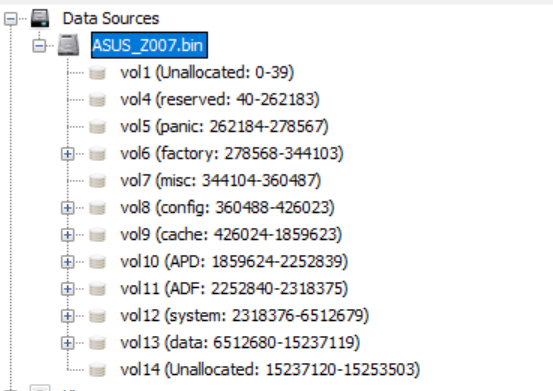 Data Sources
ASUS_Z007.bin
vol1 (Unallocated: 0-39)
vol4 (reserved: 40-262183)
vol5 (panic: 262184-278567)
vol6 (factory: 278568-344103)
vol7 (misc: 344104-360487)
vol8 (config: 360488-426023)
vol9 (cache: 426024-1859623)
vol10 (APD: 1859624-2252839)
vol11 (ADF: 2252840-2318375)
vol12 (system: 2318376-6512679)
vol13 (data: 6512680-15237119)
vol14 (Unallocated: 15237120-15253503)